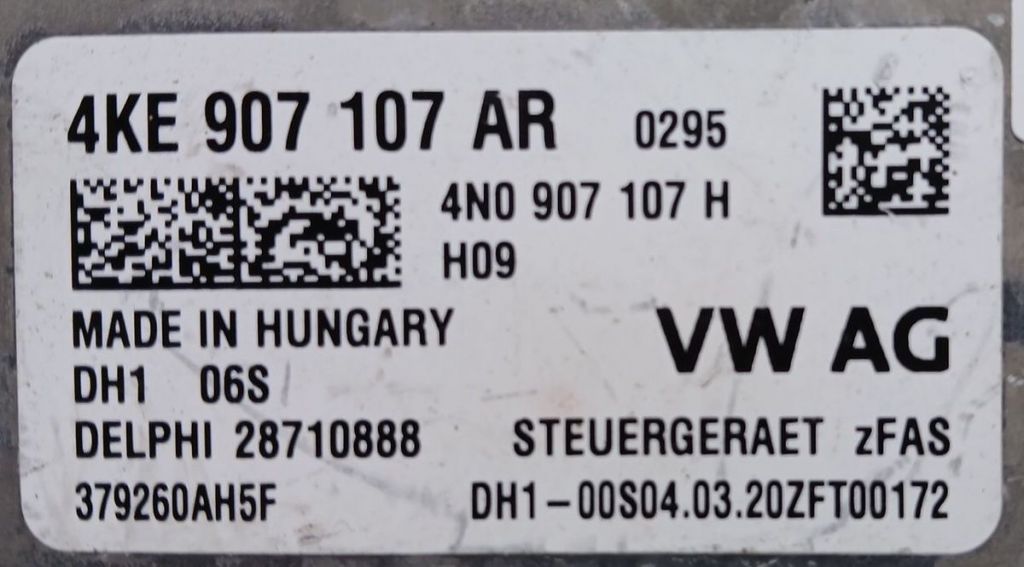 4KE 907 107 AR 0295
4N0 907 107 H
H09
MADE IN HUNGARY
VW AG
DH1 06S
DELPHI 28710888 STEUERGERAET zFAS
379260AH5F DH1-00S04.03.20ZFT00172